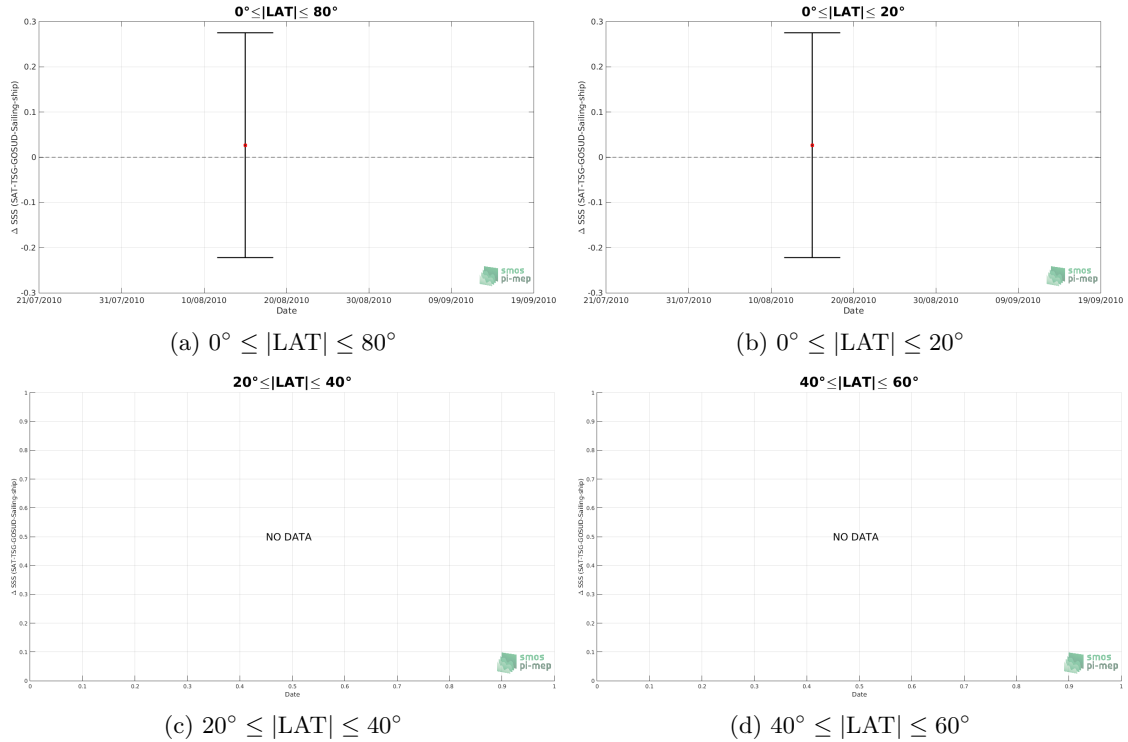 0°≤|LAT|≤ 80°
0.3
0.2
0.1
0
-0.1
-0.2
-0.3
Δ SSS (SAT-TSG-GOSUD-Sailing-ship)
21/07/2010 31/07/2010 10/08/2010 20/08/2010 30/08/2010 09/09/2010 19/09/2010
Date
smos
pi-mep
(a) 0° ≤ |LAT| ≤ 80°
0°≤|LAT|≤ 20°
0.3
0.2
0.1
0
-0.1
-0.2
-0.3
Δ SSS (SAT-TSG-GOSUD-Sailing-ship)
21/07/2010 31/07/2010 10/08/2010 20/08/2010 30/08/2010 09/09/2010 19/09/2010
Date
smos
pi-mep
(b) 0° ≤ |LAT| ≤ 20°
20°≤|LAT|≤ 40°
1
0.9
0.8
0.7
0.6
0.5
0.4
0.3
0.2
0.1
0
Δ SSS (SAT-TSG-GOSUD-Sailing-ship)
NO DATA
0 0.1 0.2 0.3 0.4 0.5 0.6 0.7 0.8 0.9 1
Date
smos
pi-mep
(c) 20° ≤ |LAT| ≤ 40°
40°≤|LAT|≤ 60°
1
0.9
0.8
0.7
0.6
0.5
0.4
0.3
0.2
0.1
0
Δ SSS (SAT-TSG-GOSUD-Sailing-ship)
NO DATA
0 0.1 0.2 0.3 0.4 0.5 0.6 0.7 0.8 0.9 1
Date
smos
pi-mep
(d) 40° ≤ |LAT| ≤ 60°